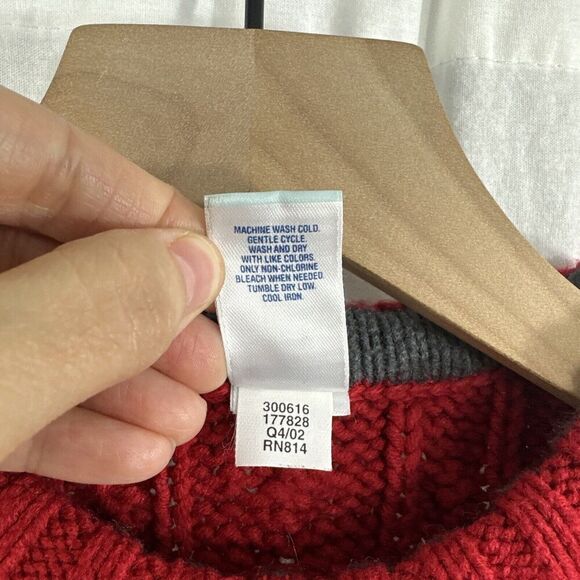 MACHINE WASH COLD.
GENTLE CYCLE.
WASH AND DRY
WITH LIKE COLORS.
ONLY NON-CHLORINE
BLEACH WHEN NEEDED.
TUMBLE DRY LOW.
COOL IRON.
300616
177828
Q4/02
RN814